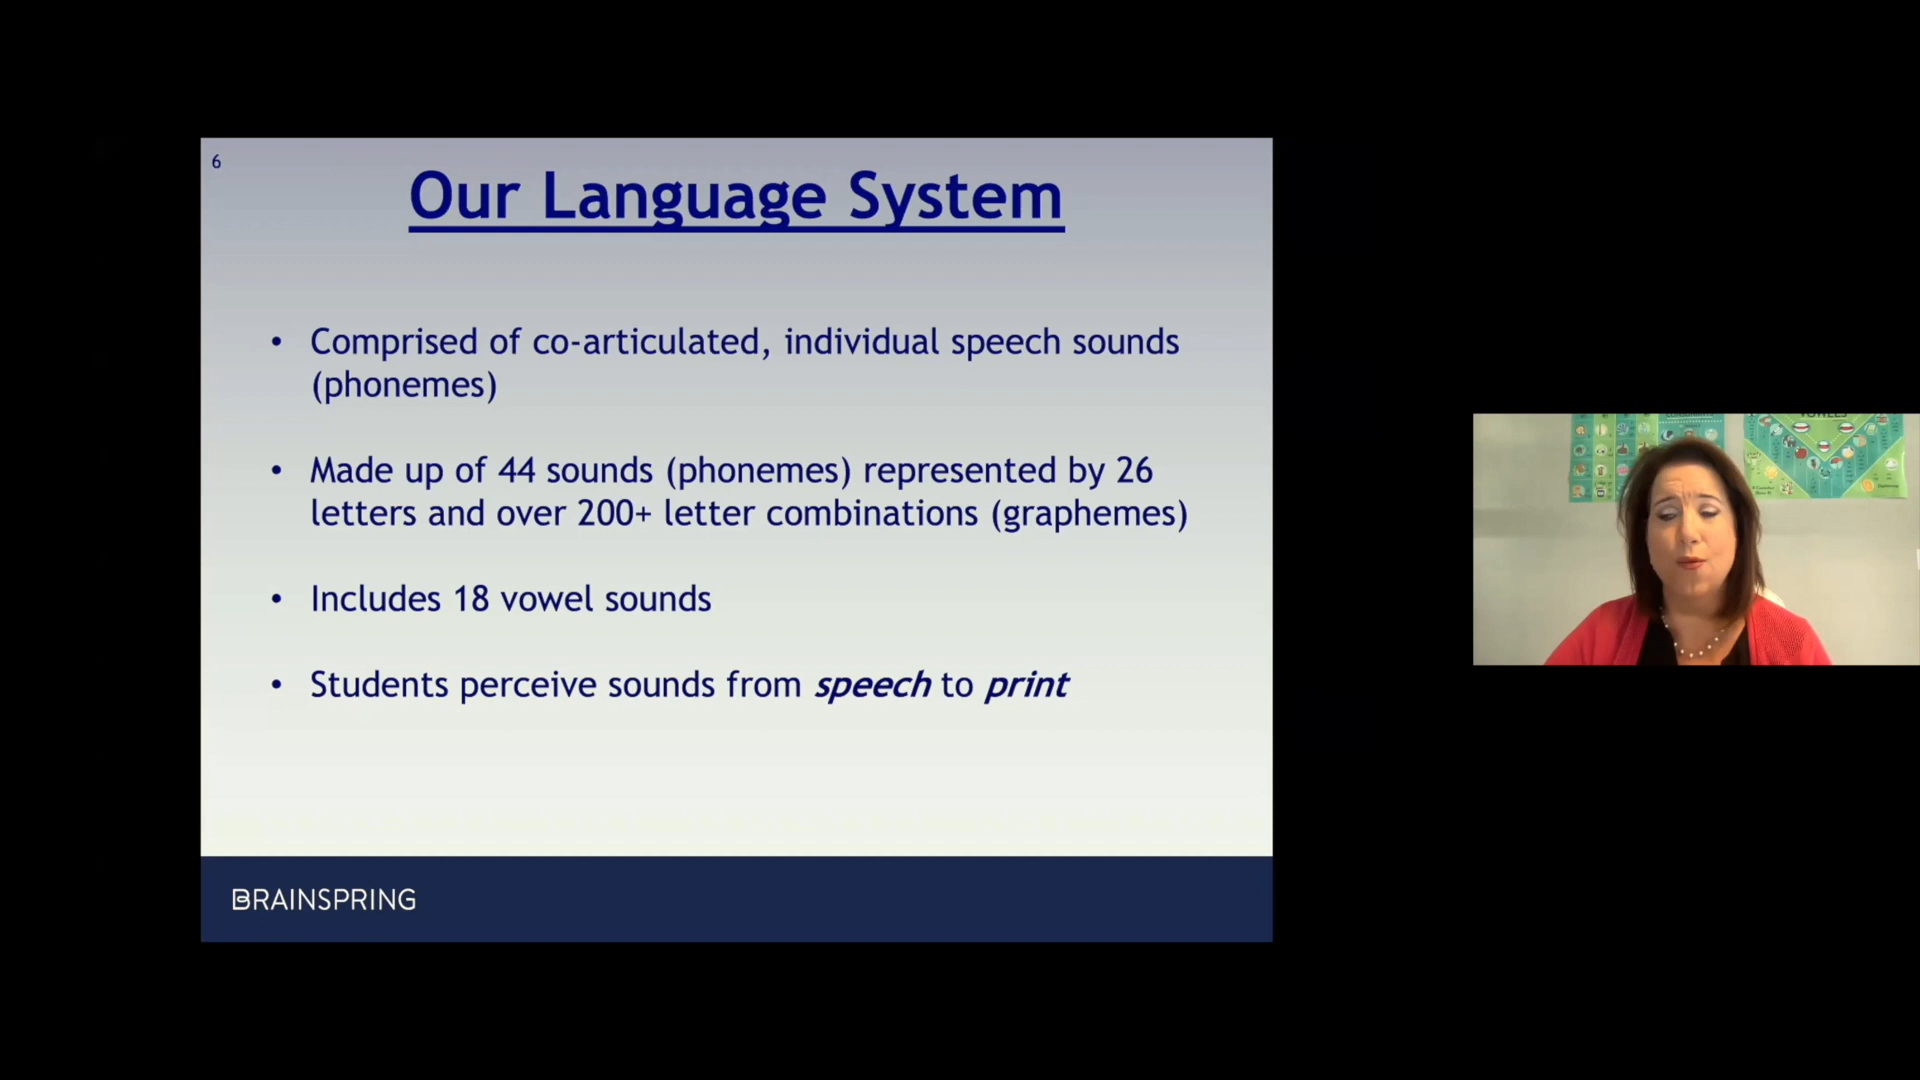 6
Our Language System
• Comprised of co-articulated, individual speech sounds
(phonemes)
• Made up of 44 sounds (phonemes) represented by 26
letters and over 200+ letter combinations (graphemes)
• Includes 18 vowel sounds
• Students perceive sounds from speech to print
BRAINSPRING